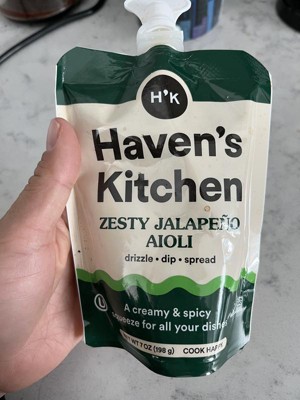 H'K
Haven's
Kitchen
ZESTY JALAPEÑO
AIOLI
drizzle • dip • spread
A creamy & spicy
squeeze for all your dishes
NET WT 7 OZ (198 g)
COOK HAPPY